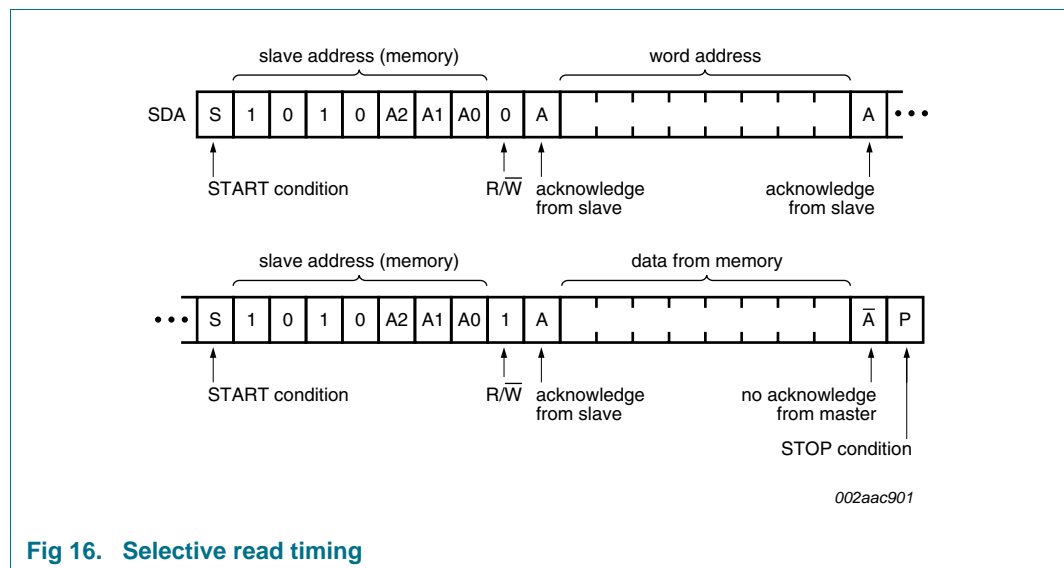 slave address (memory) word address
SDA S 1 0 1 0 A2 A1 A0 0 A A •••
START condition R/W̅ acknowledge from slave acknowledge from slave
slave address (memory) data from memory
••• S 1 0 1 0 A2 A1 A0 1 A A̅ P
START condition R/W̅ acknowledge from slave no acknowledge from master
STOP condition
002aac901
Fig 16. Selective read timing